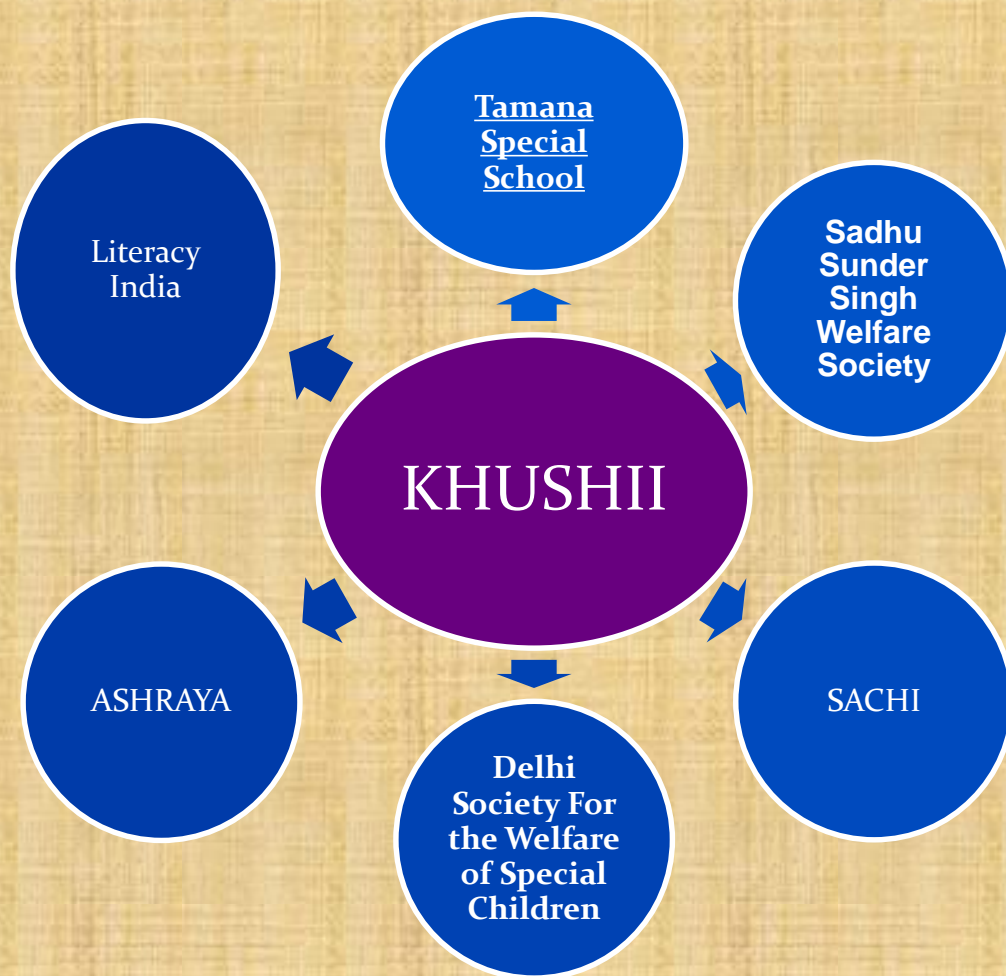 Tamana
Special
School
Literacy
India
Sadhu
Sunder
Singh
Welfare
Society
KHUSHII
ASHRAYA
SACHI
Delhi
Society For
the Welfare
of Special
Children